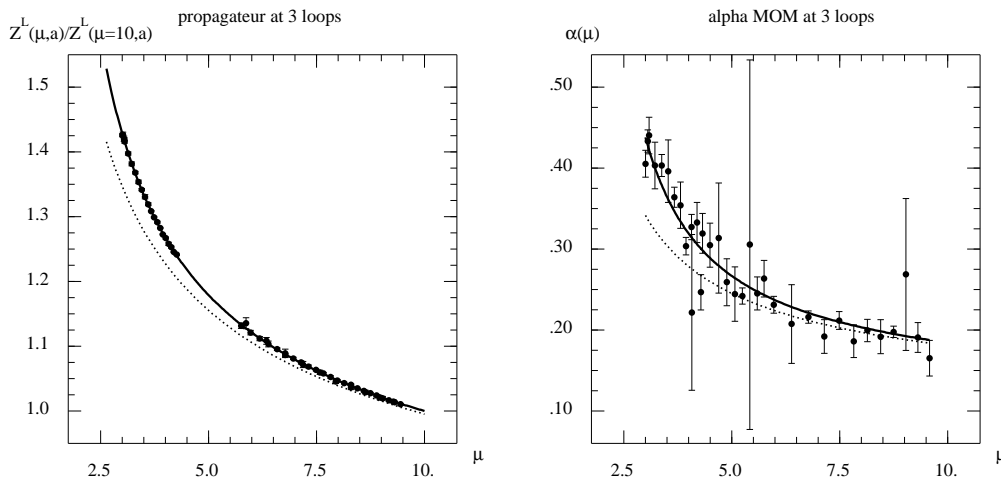 propagateur at 3 loops
Z^L(μ,a)/Z^L(μ=10,a)
1.5
1.4
1.3
1.2
1.1
1.0
2.5 5.0 7.5 10.
μ
alpha MOM at 3 loops
α(μ)
.50
.40
.30
.20
.10
2.5 5.0 7.5 10.
μ